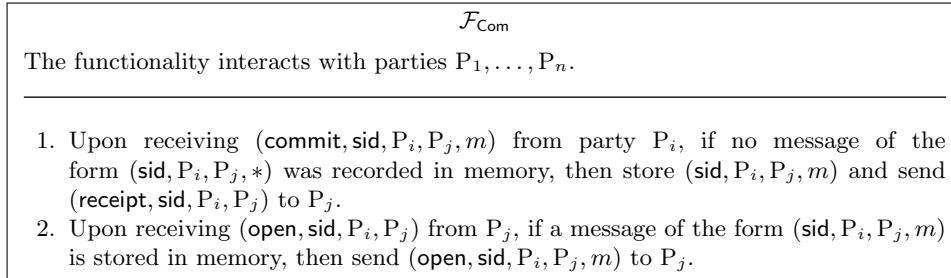 𝓕Com
The functionality interacts with parties P1, . . . , Pn.
1. Upon receiving (commit, sid, Pi, Pj, m) from party Pi, if no message of the
form (sid, Pi, Pj, ∗) was recorded in memory, then store (sid, Pi, Pj, m) and send
(receipt, sid, Pi, Pj) to Pj.
2. Upon receiving (open, sid, Pi, Pj) from Pj, if a message of the form (sid, Pi, Pj, m)
is stored in memory, then send (open, sid, Pi, Pj, m) to Pj.